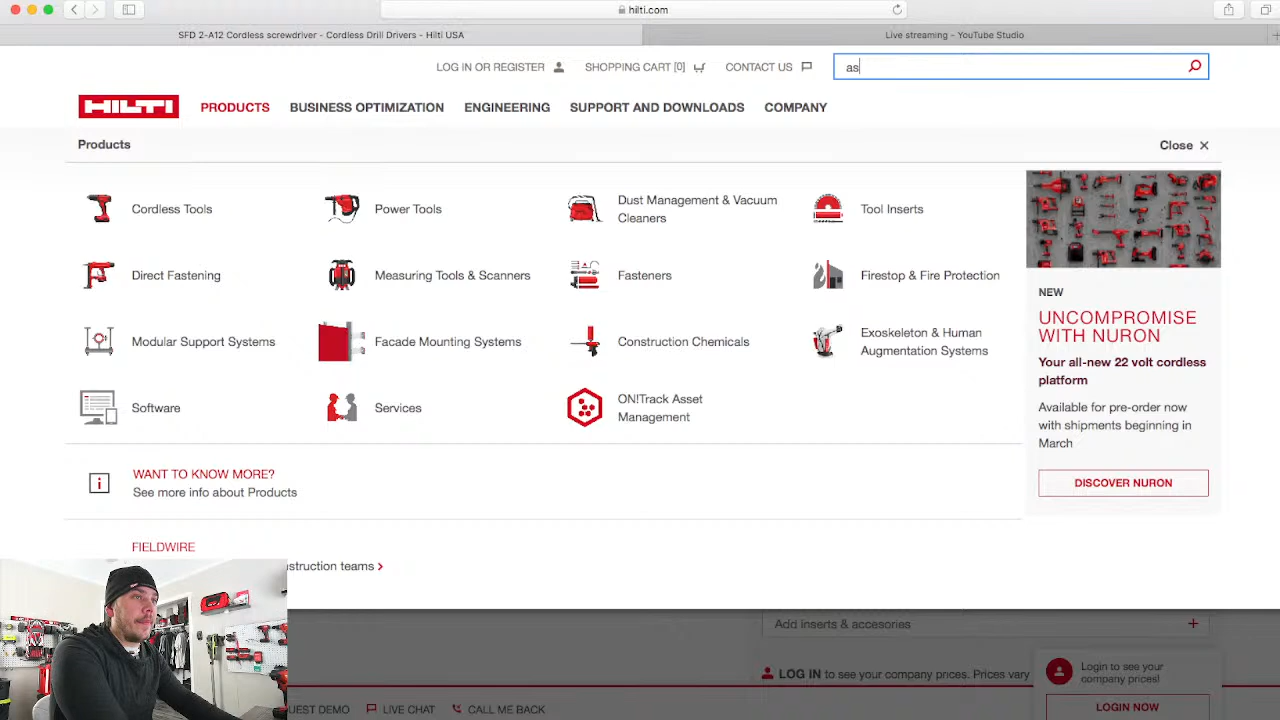 hilti.com
SFD 2-A12 Cordless screwdriver - Cordless Drill Drivers - Hilti USA
Live streaming - YouTube Studio
LOG IN OR REGISTER
SHOPPING CART [0]
CONTACT US
as
HILTI
PRODUCTS
BUSINESS OPTIMIZATION
ENGINEERING
SUPPORT AND DOWNLOADS
COMPANY
Products
Close
Cordless Tools
Power Tools
Dust Management & Vacuum
Cleaners
Tool Inserts
Direct Fastening
Measuring Tools & Scanners
Fasteners
Firestop & Fire Protection
Modular Support Systems
Facade Mounting Systems
Construction Chemicals
Exoskeleton & Human
Augmentation Systems
Software
Services
ON!Track Asset
Management
NEW
UNCOMPROMISE
WITH NURON
Your all-new 22 volt cordless
platform
Available for pre-order now
with shipments beginning in
March
DISCOVER NURON
WANT TO KNOW MORE?
See more info about Products
FIELDWIRE
struction teams
Add inserts & accesories
LOG IN to see your company prices. Prices vary
Login to see your
company prices!
LOGIN NOW
UEST DEMO
LIVE CHAT
CALL ME BACK